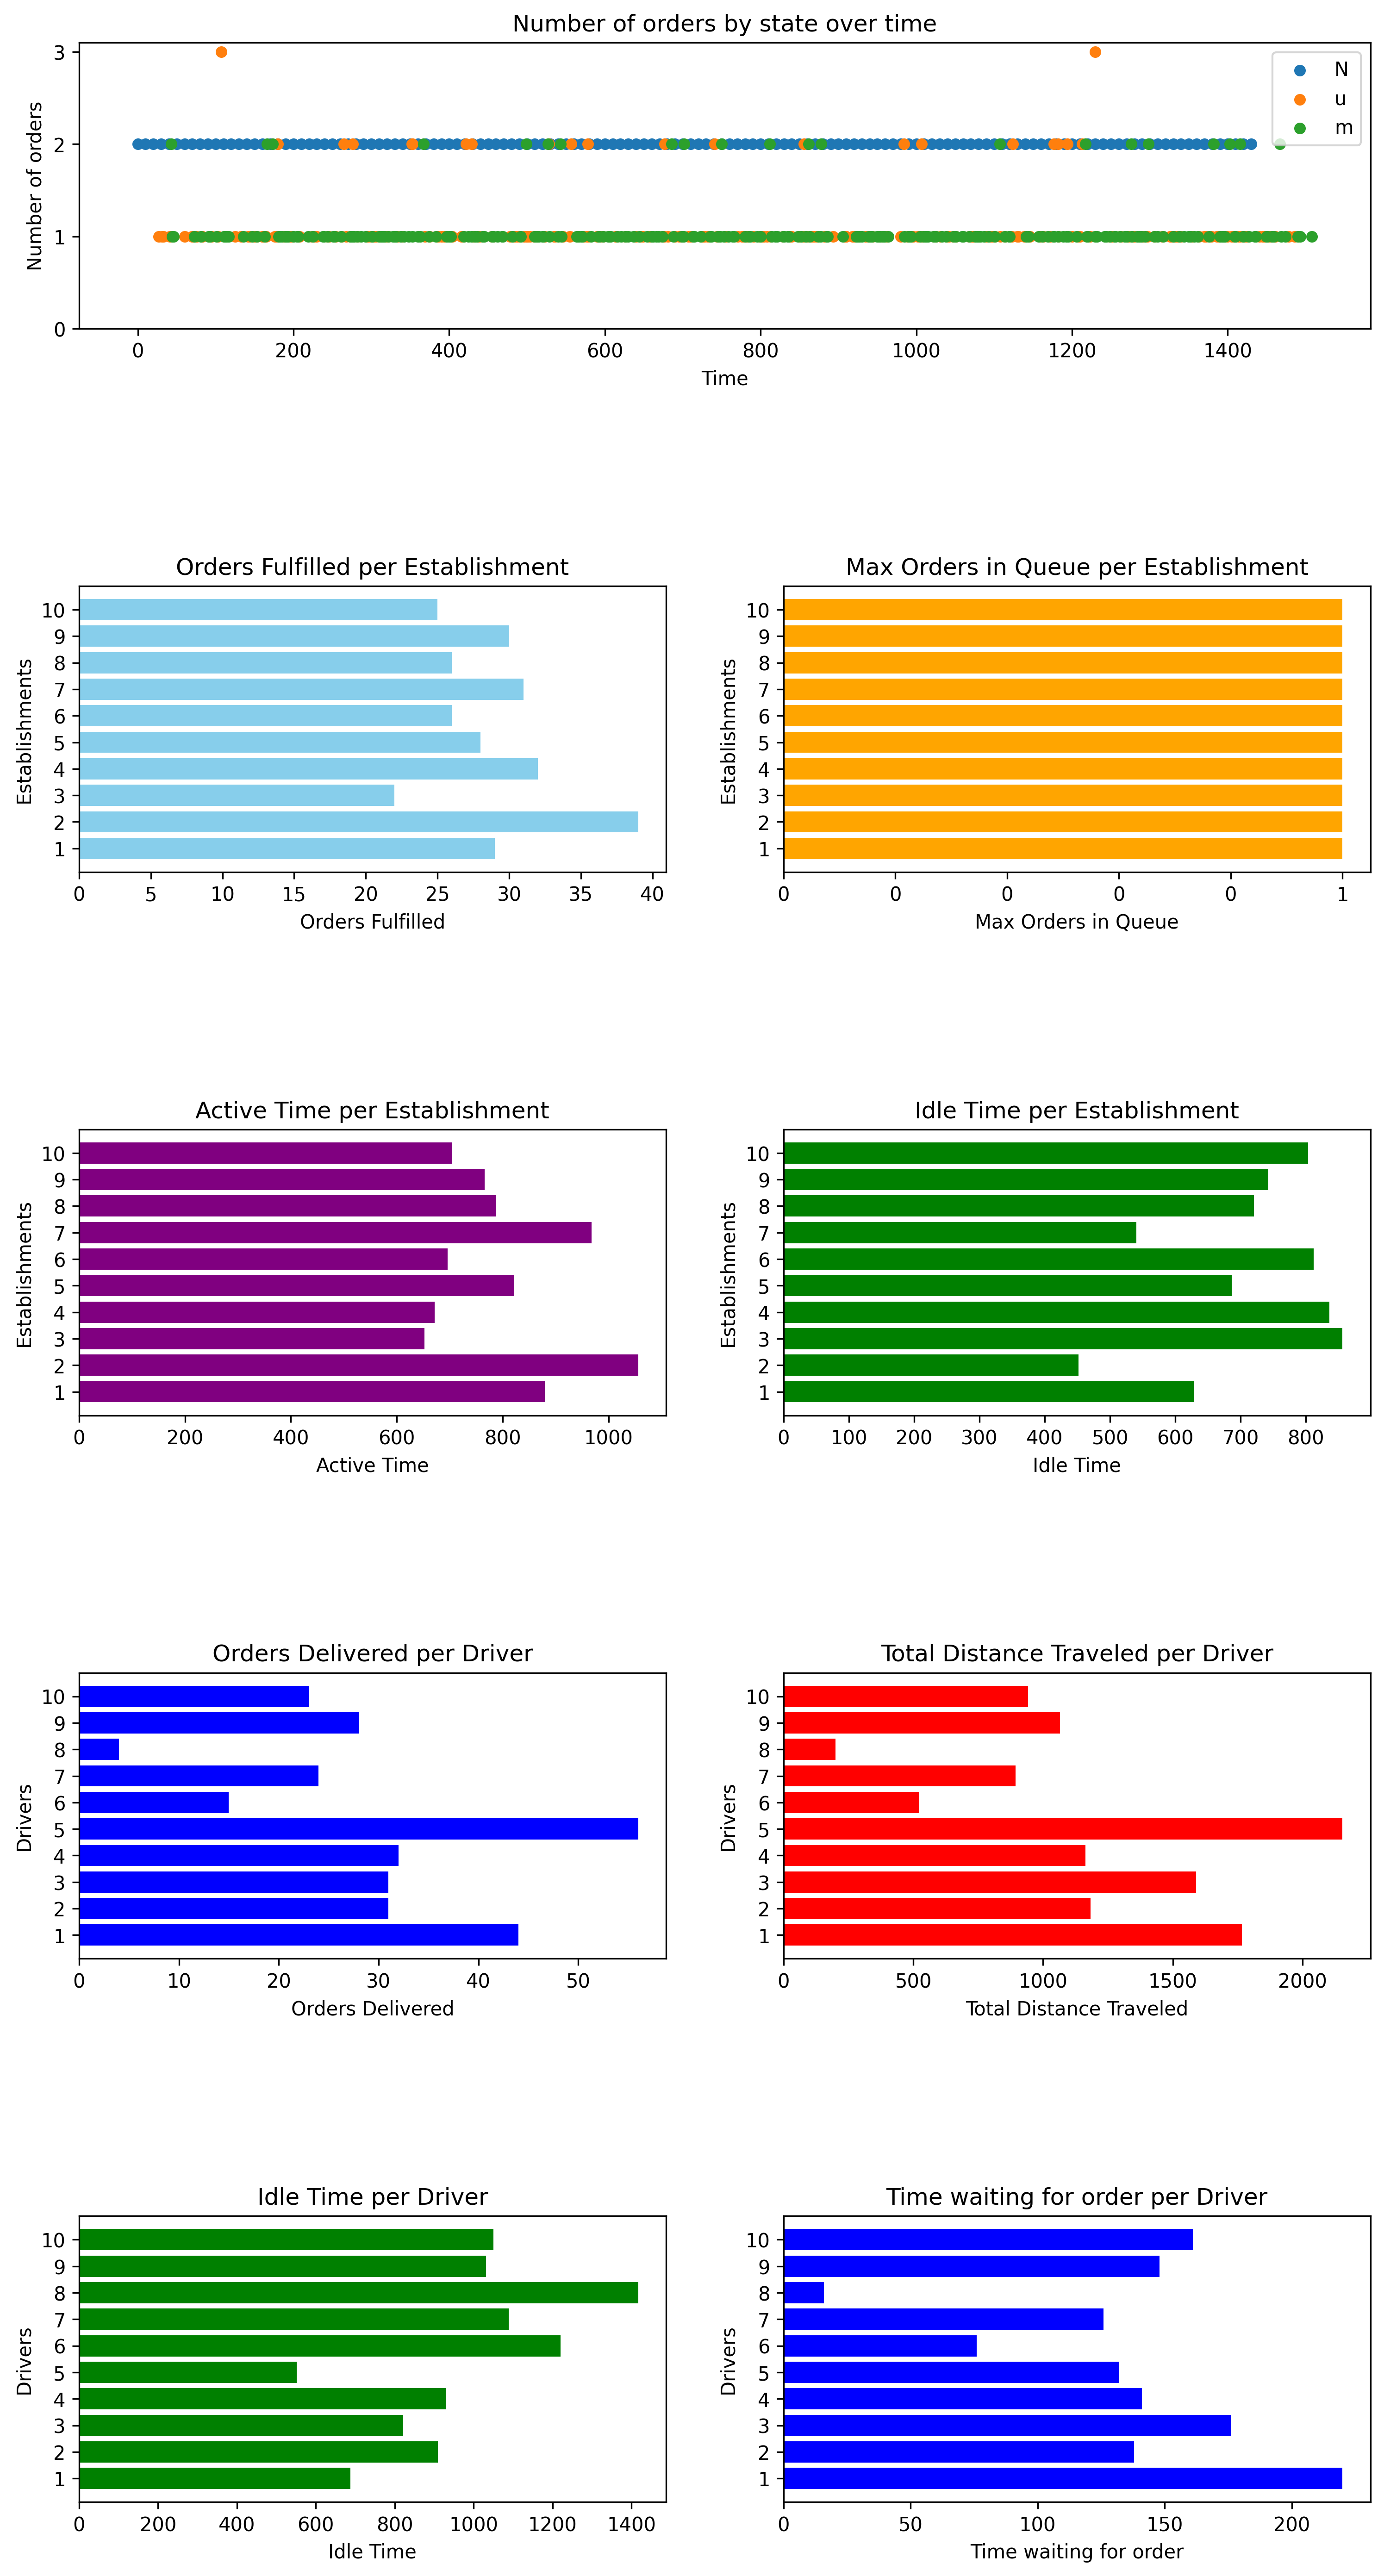 Number of orders by state over time
Number of orders
3
2
1
0
N
u
m
0 200 400 600 800 1000 1200 1400
Time
Orders Fulfilled per Establishment
Establishments
10
9
8
7
6
5
4
3
2
1
0 5 10 15 20 25 30 35 40
Orders Fulfilled
Max Orders in Queue per Establishment
Establishments
10
9
8
7
6
5
4
3
2
1
0 0 0 0 0 1
Max Orders in Queue
Active Time per Establishment
Establishments
10
9
8
7
6
5
4
3
2
1
0 200 400 600 800 1000
Active Time
Idle Time per Establishment
Establishments
10
9
8
7
6
5
4
3
2
1
0 100 200 300 400 500 600 700 800
Idle Time
Orders Delivered per Driver
Drivers
10
9
8
7
6
5
4
3
2
1
0 10 20 30 40 50
Orders Delivered
Total Distance Traveled per Driver
Drivers
10
9
8
7
6
5
4
3
2
1
0 500 1000 1500 2000
Total Distance Traveled
Idle Time per Driver
Drivers
10
9
8
7
6
5
4
3
2
1
0 200 400 600 800 1000 1200 1400
Idle Time
Time waiting for order per Driver
Drivers
10
9
8
7
6
5
4
3
2
1
0 50 100 150 200
Time waiting for order